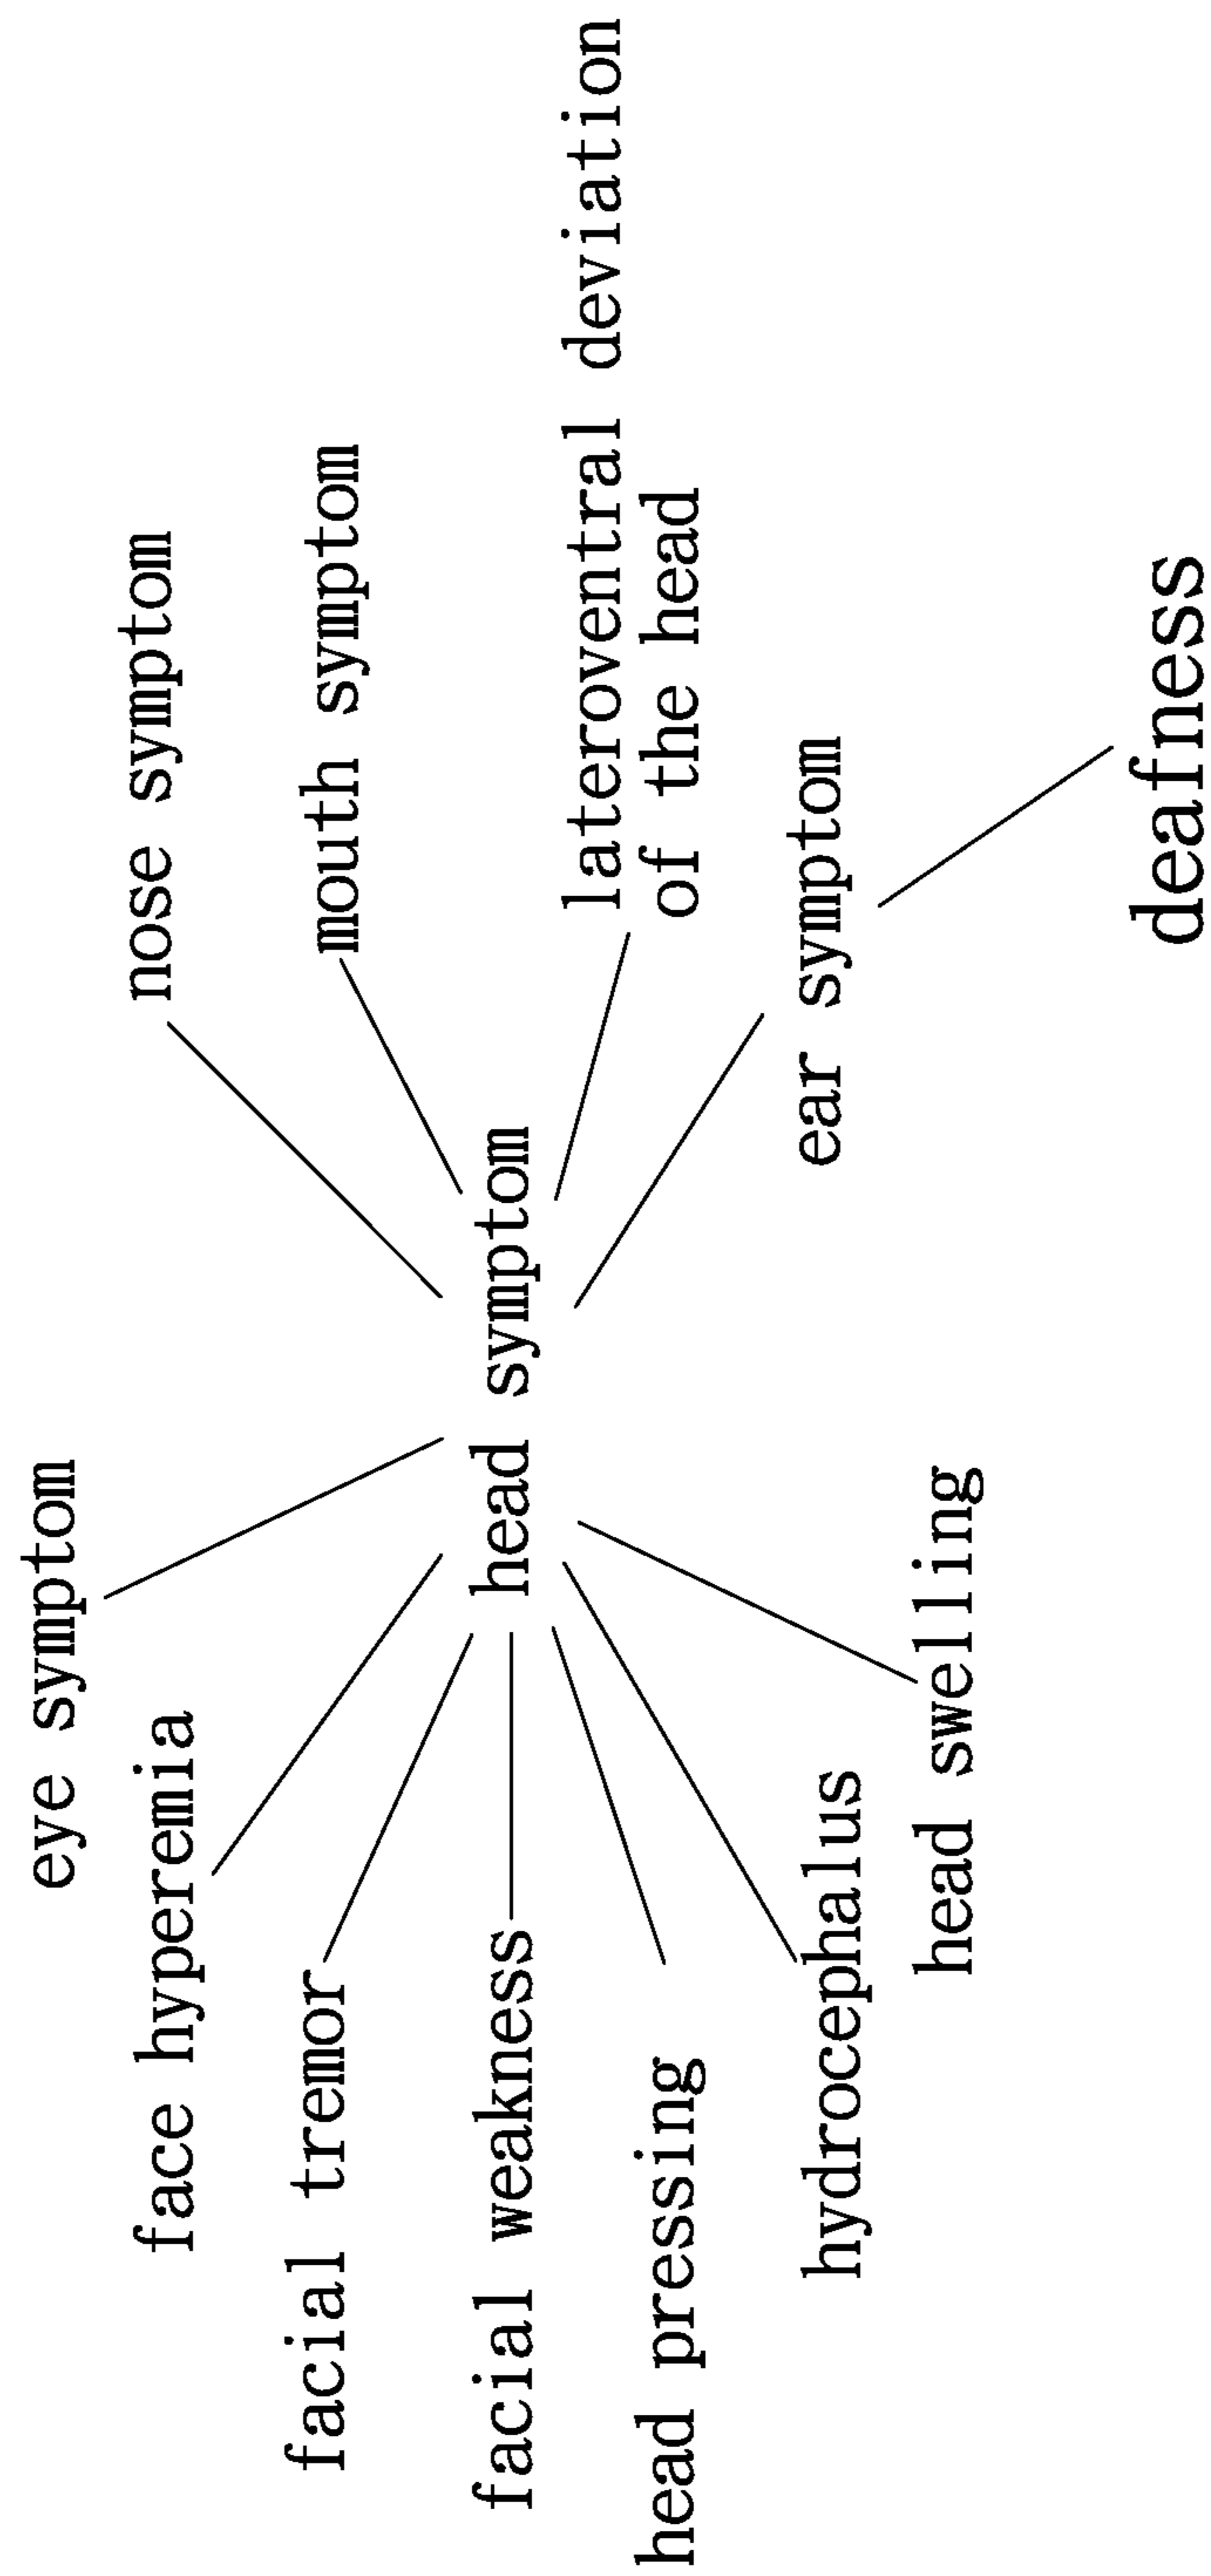 eye symptom
face hyperemia
nose symptom
facial tremor
mouth symptom
facial weakness
head symptom
lateroventral deviation
of the head
head pressing
hydrocephalus
ear symptom
head swelling
deafness